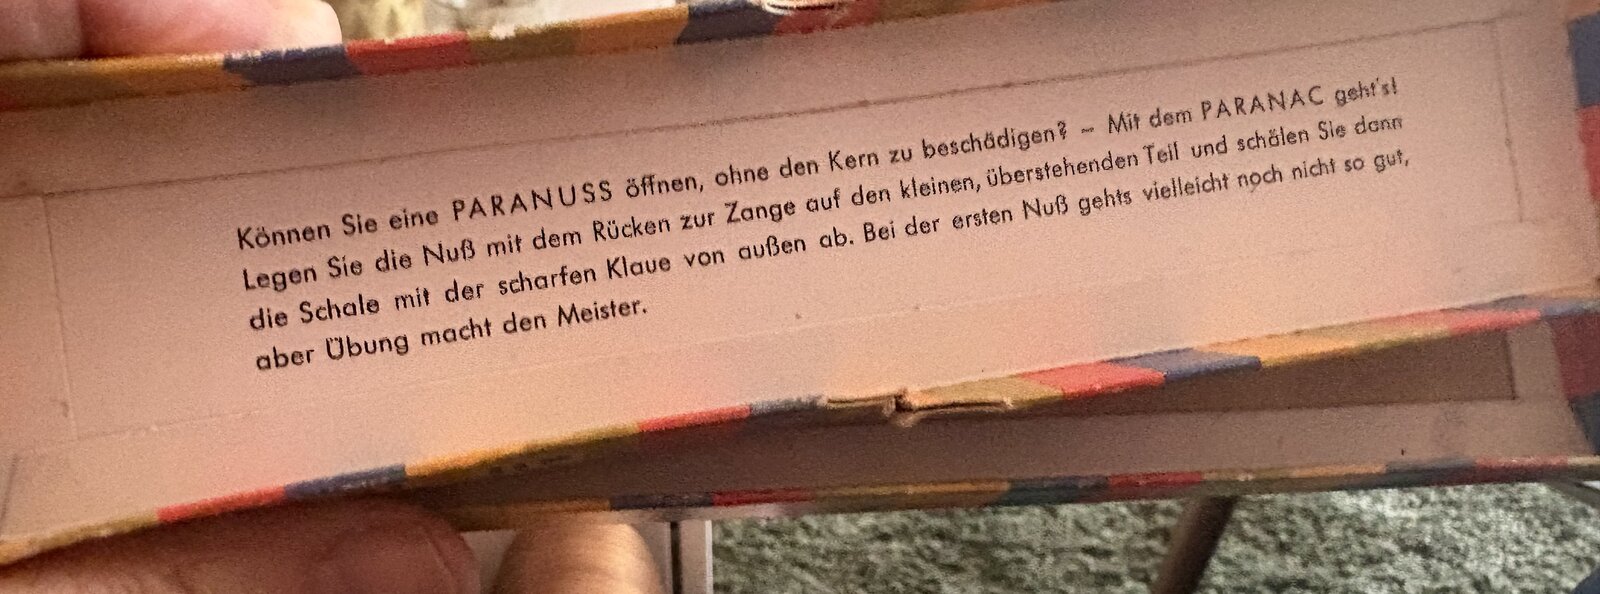 Können Sie eine PARANUSS öffnen, ohne den Kern zu beschädigen? – Mit dem PARANAC geht's!
Legen Sie die Nuß mit dem Rücken zur Zange auf den kleinen, überstehenden Teil und schälen Sie dann
die Schale mit der scharfen Klaue von außen ab. Bei der ersten Nuß gehts vielleicht noch nicht so gut,
aber Übung macht den Meister.